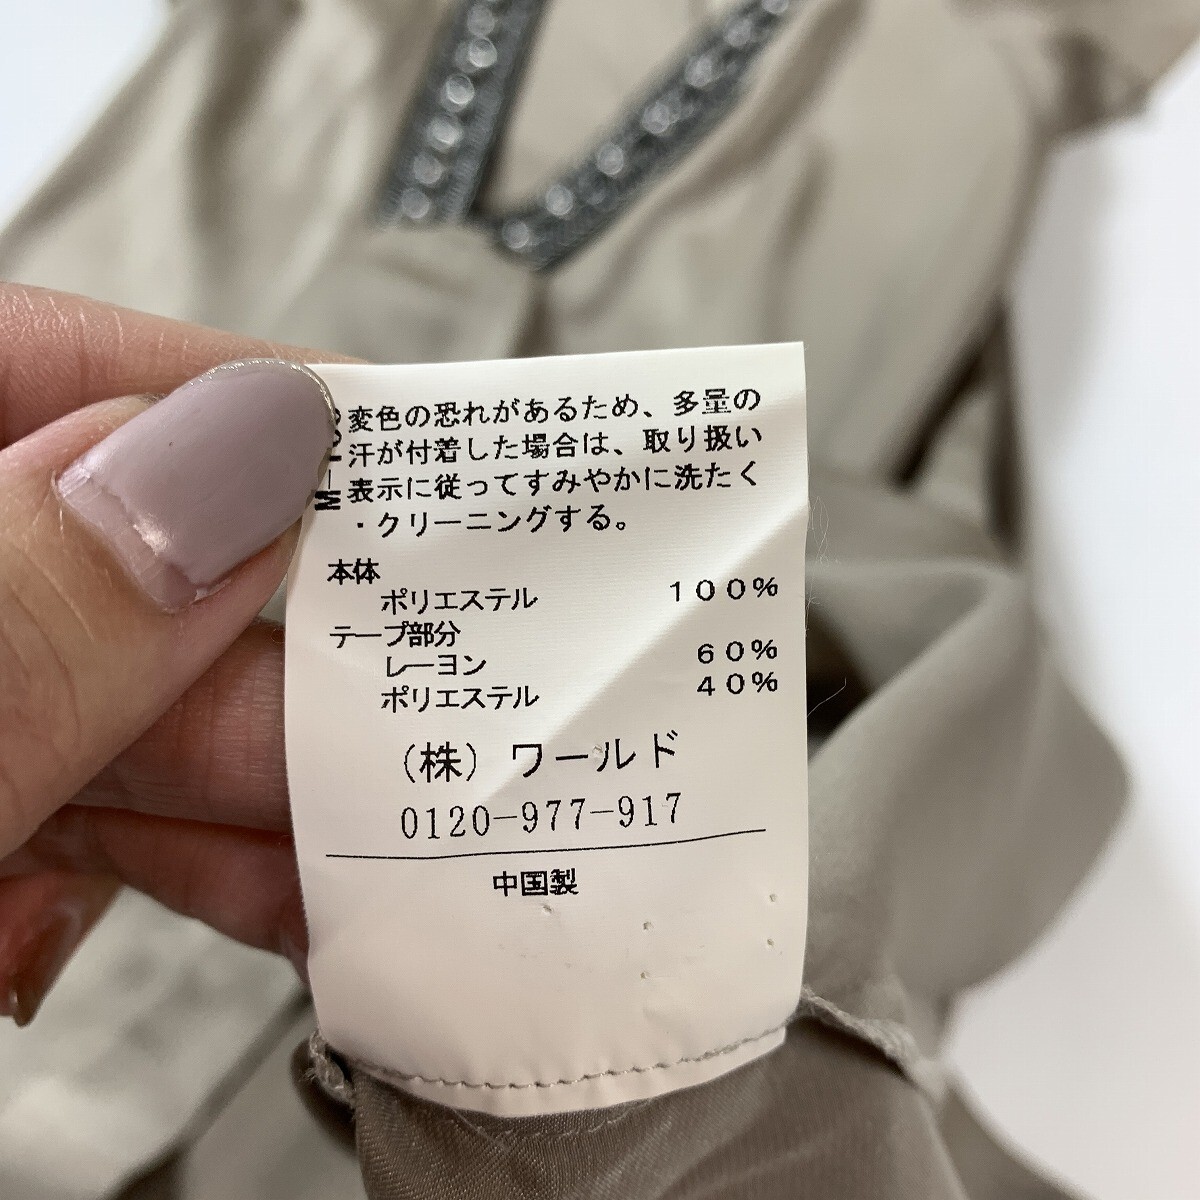 変色の恐れがあるため、多量の
汗が付着した場合は、取り扱い
表示に従ってすみやかに洗たく
・クリーニングする。
本体
ポリエステル 100%
テープ部分
レーヨン 60%
ポリエステル 40%
(株) ワールド
0120-977-917
中国製